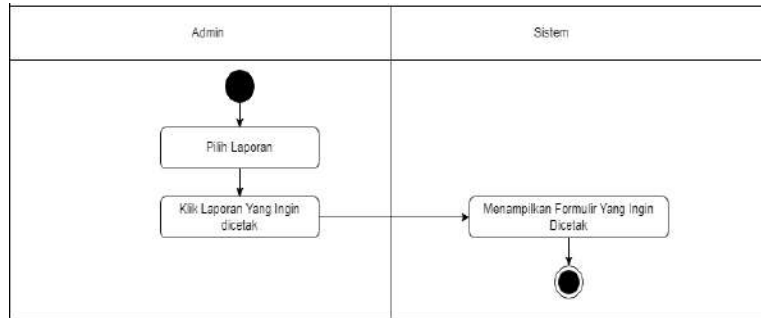 Admin
Sistem
Pilih Laporan
Klik Laporan Yang Ingin
dicetak
Menampilkan Formulir Yang Ingin
Dicetak